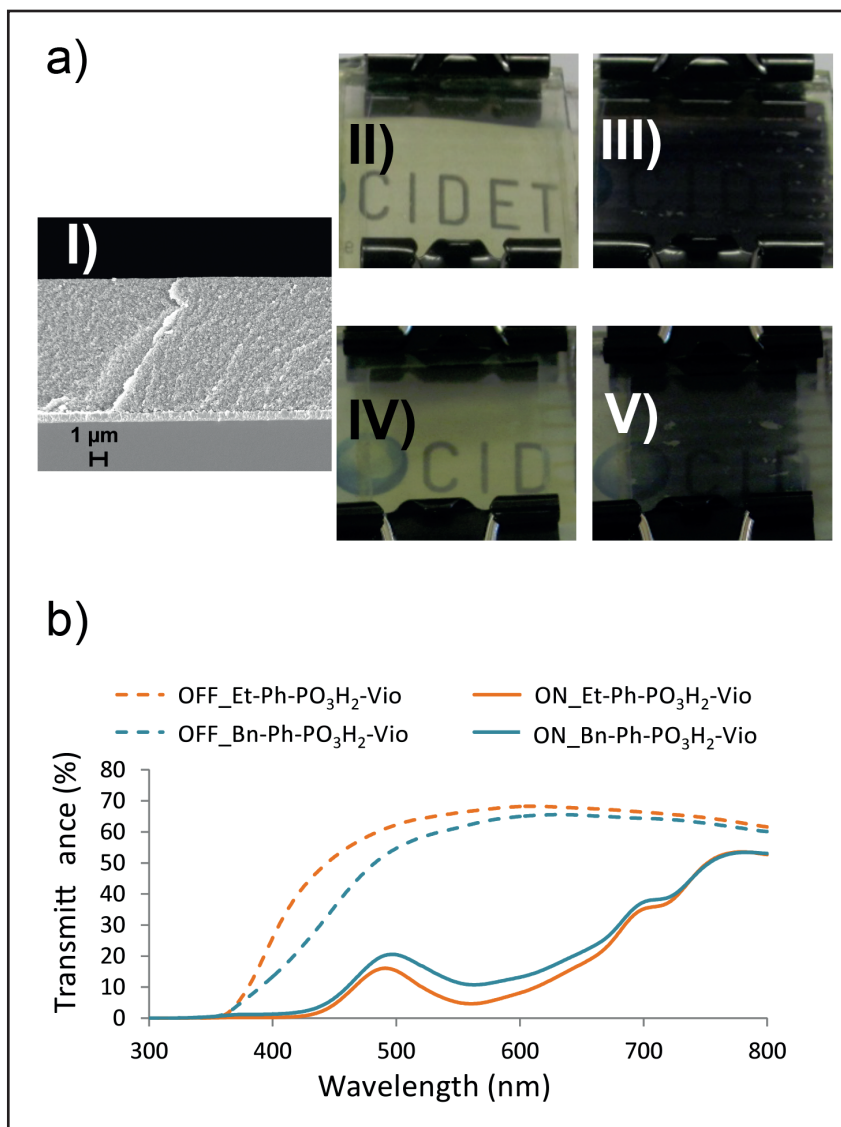 a)
I)
1 µm
II)
CIDET
III)
CIDET
IV)
CID
V)
CID
b)
OFF_Et-Ph-PO₃H₂-Vio
ON_Et-Ph-PO₃H₂-Vio
OFF_Bn-Ph-PO₃H₂-Vio
ON_Bn-Ph-PO₃H₂-Vio
Transmitt ance (%)
80
70
60
50
40
30
20
10
0
300
400
500
600
700
800
Wavelength (nm)